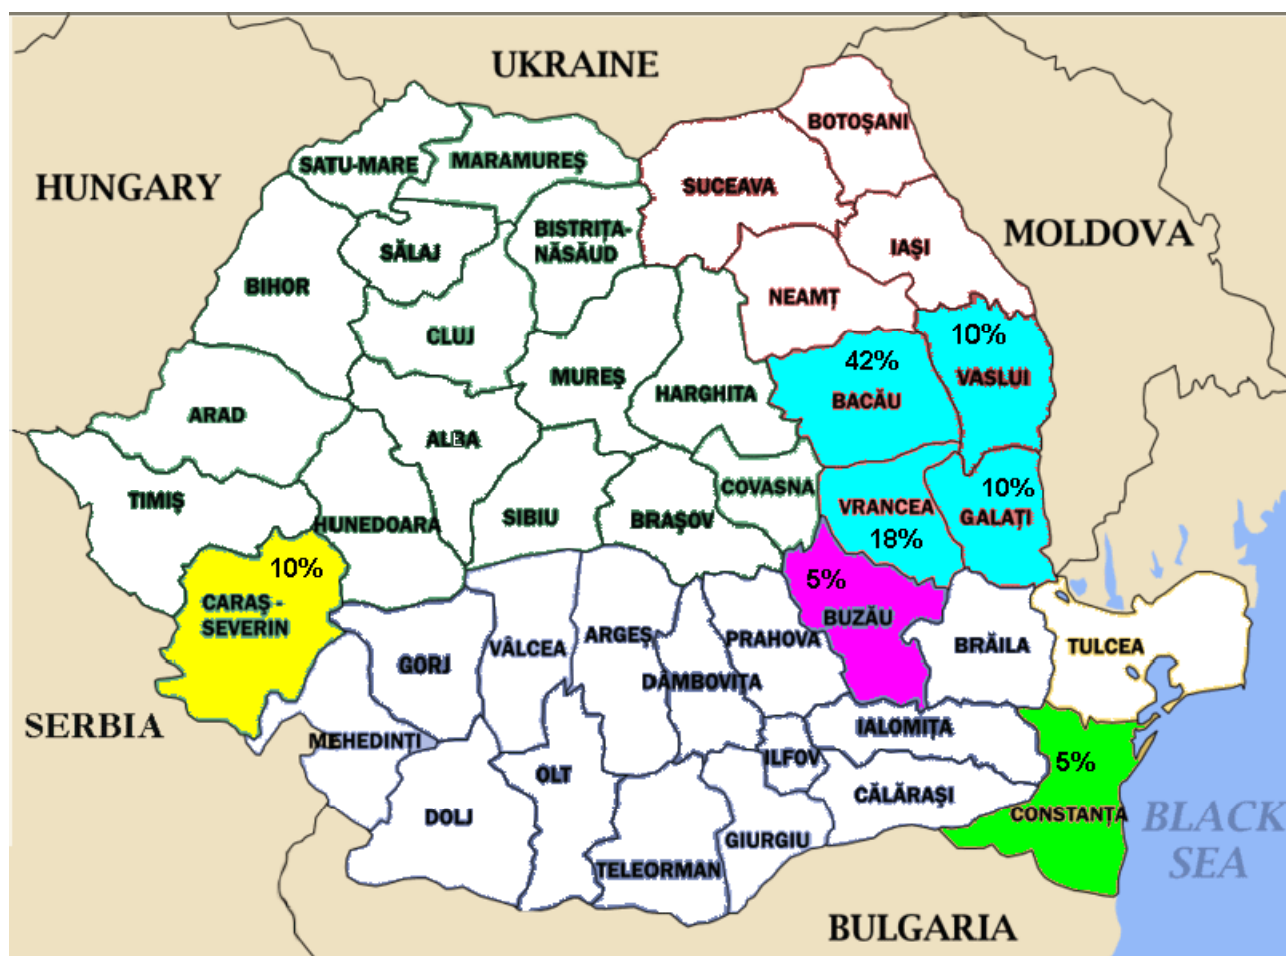 UKRAINE
BOTOŞANI
SATU-MARE
MARAMUREŞ
HUNGARY
SUCEAVA
BISTRIŢA-
NĂSĂUD
MOLDOVA
SĂLAJ
IAŞI
BIHOR
NEAMŢ
CLUJ
10%
42%
MUREŞ
VASLUI
HARGHITA
BACĂU
ARAD
ALBA
COVASNA
TIMIŞ
10%
VRANCEA
GALAŢI
HUNEDOARA
SIBIU
BRAŞOV
18%
10%
5%
CARAŞ-
SEVERIN
BUZĂU
ARGEŞ
PRAHOVA
BRĂILA
TULCEA
VÂLCEA
GORJ
DÂMBOVIŢA
SERBIA
IALOMIŢA
MEHEDINŢI
ILFOV
5%
OLT
CĂLĂRAŞI
DOLJ
CONSTANŢA
BLACK
SEA
GIURGIU
TELEORMAN
BULGARIA